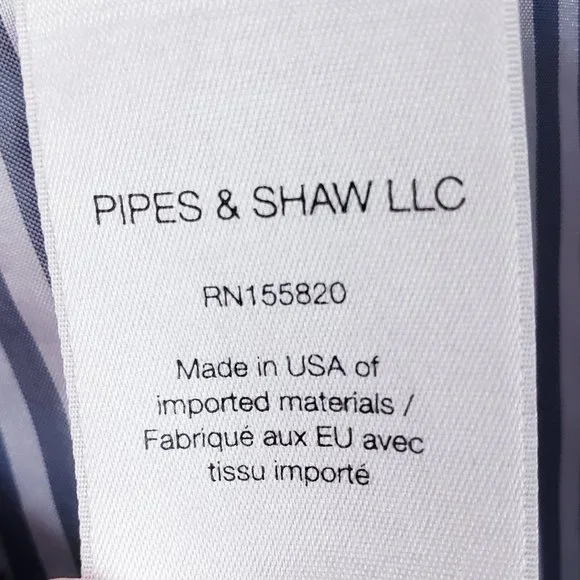 PIPES & SHAW LLC
RN155820
Made in USA of
imported materials /
Fabriqué aux EU avec
tissu importé